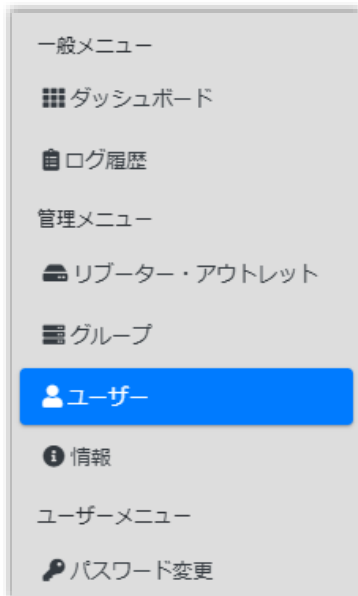 一般メニュー
ダッシュボード
ログ履歴
管理メニュー
リブーター・アウトレット
グループ
ユーザー
情報
ユーザーメニュー
パスワード変更